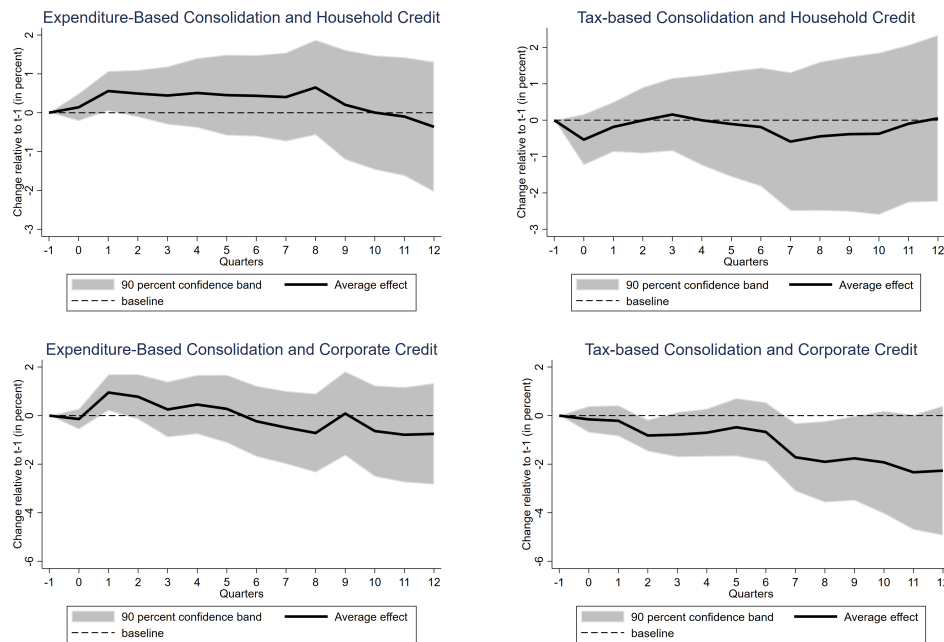 Expenditure-Based Consolidation and Household Credit
Change relative to t-1 (in percent)
2
1
0
-1
-2
-3
-1 0 1 2 3 4 5 6 7 8 9 10 11 12
Quarters
90 percent confidence band Average effect
baseline
Tax-based Consolidation and Household Credit
Change relative to t-1 (in percent)
2
1
0
-1
-2
-3
-1 0 1 2 3 4 5 6 7 8 9 10 11 12
Quarters
90 percent confidence band Average effect
baseline
Expenditure-Based Consolidation and Corporate Credit
Change relative to t-1 (in percent)
2
0
-2
-4
-6
-1 0 1 2 3 4 5 6 7 8 9 10 11 12
Quarters
90 percent confidence band Average effect
baseline
Tax-based Consolidation and Corporate Credit
Change relative to t-1 (in percent)
2
0
-2
-4
-6
-1 0 1 2 3 4 5 6 7 8 9 10 11 12
Quarters
90 percent confidence band Average effect
baseline